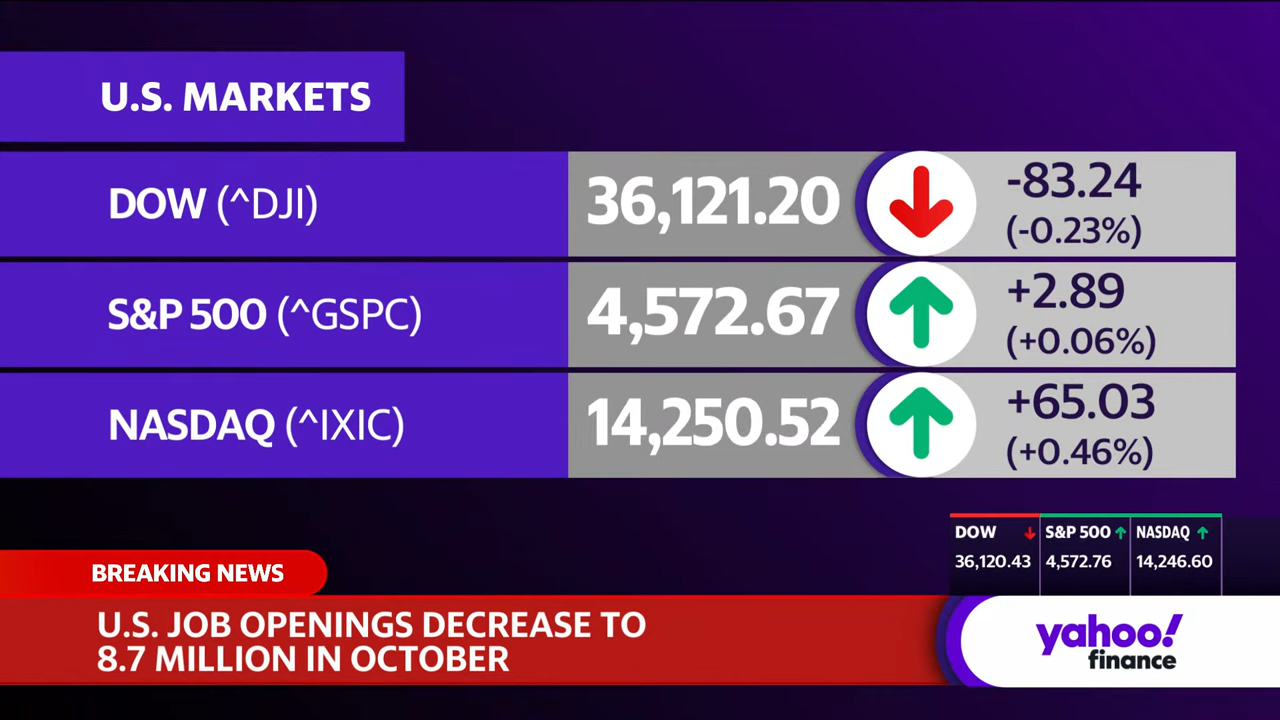 U.S. MARKETS
DOW (^DJI) 36,121.20 -83.24
(-0.23%)
S&P 500 (^GSPC) 4,572.67 +2.89
(+0.06%)
NASDAQ (^IXIC) 14,250.52 +65.03
(+0.46%)
DOW S&P 500 NASDAQ
36,120.43 4,572.76 14,246.60
BREAKING NEWS
U.S. JOB OPENINGS DECREASE TO
8.7 MILLION IN OCTOBER
yahoo!
finance